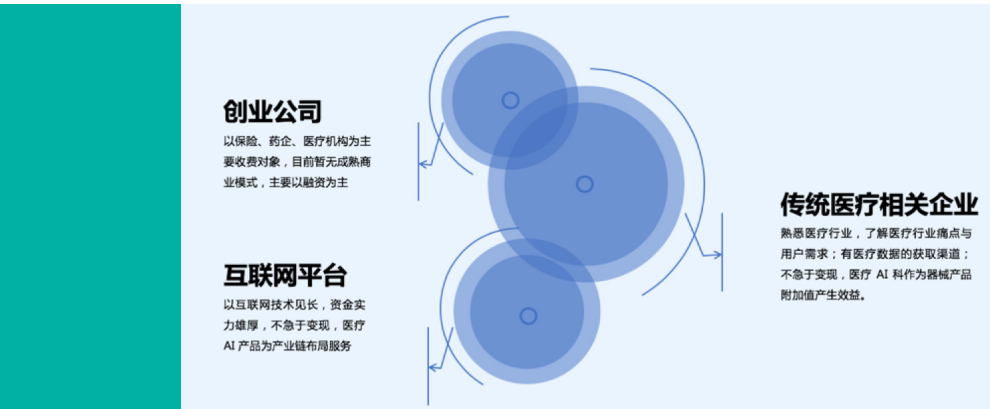 创业公司
以保险、药企、医疗机构为主
要收费对象，目前暂无成熟商
业模式，主要以融资为主
互联网平台
以互联网技术见长，资金实
力雄厚，不急于变现，医疗
AI 产品为产业链布局服务
传统医疗相关企业
熟悉医疗行业，了解医疗行业痛点与
用户需求；有医疗数据的获取渠道；
不急于变现，医疗 AI 科作为器械产品
附加值产生效益。